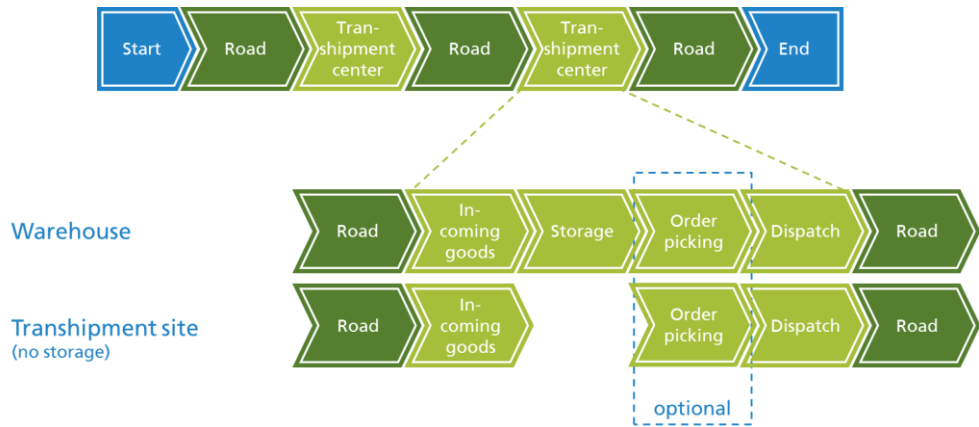 Start
Road
Tran-
shipment
center
Road
Tran-
shipment
center
Road
End
Warehouse
Road
In-
coming
goods
Storage
Order
picking
Dispatch
Road
Transhipment site
(no storage)
Road
In-
coming
goods
Order
picking
Dispatch
Road
optional